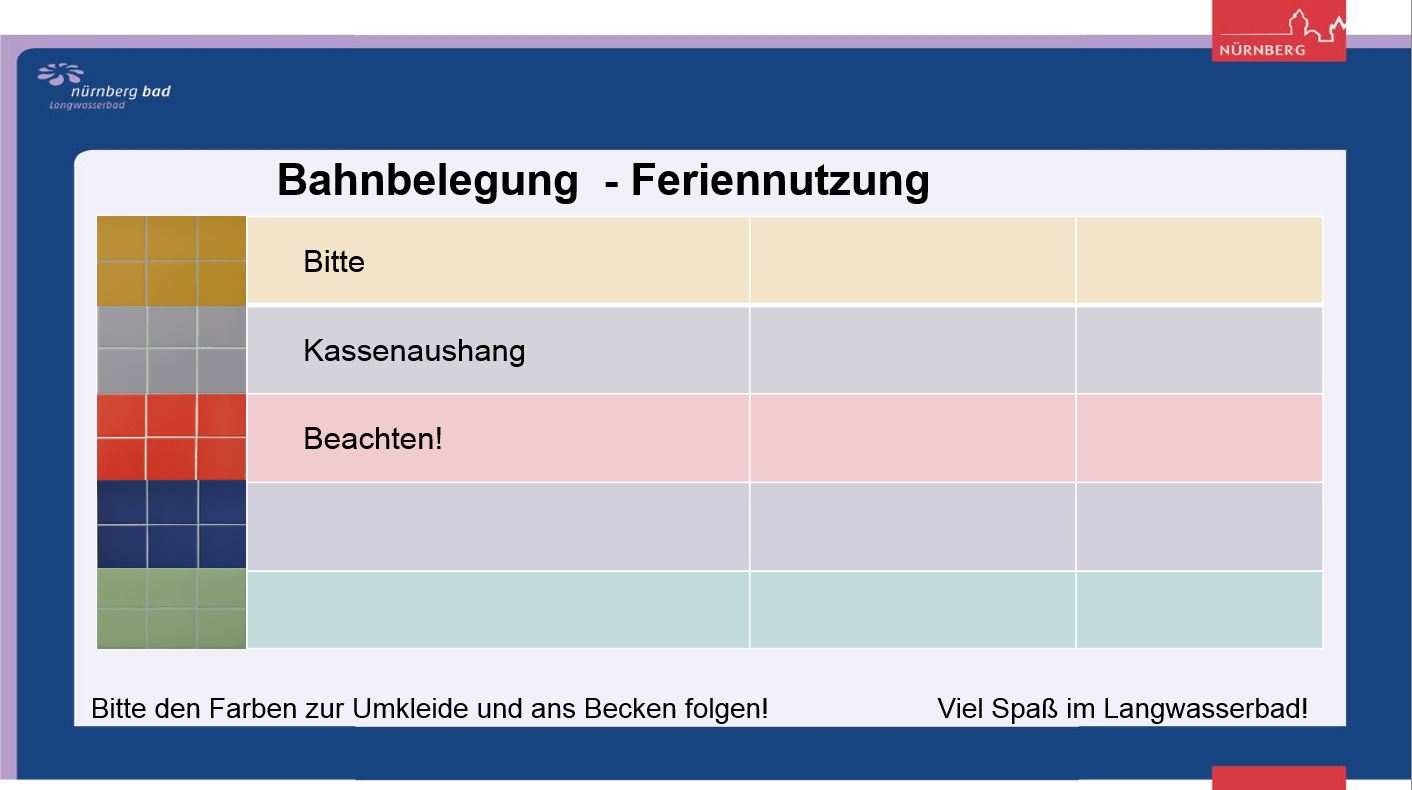 NÜRNBERG
nürnberg bad
Langwasserbad
Bahnbelegung - Feriennutzung
Bitte
Kassenaushang
Beachten!
Bitte den Farben zur Umkleide und ans Becken folgen!
Viel Spaß im Langwasserbad!